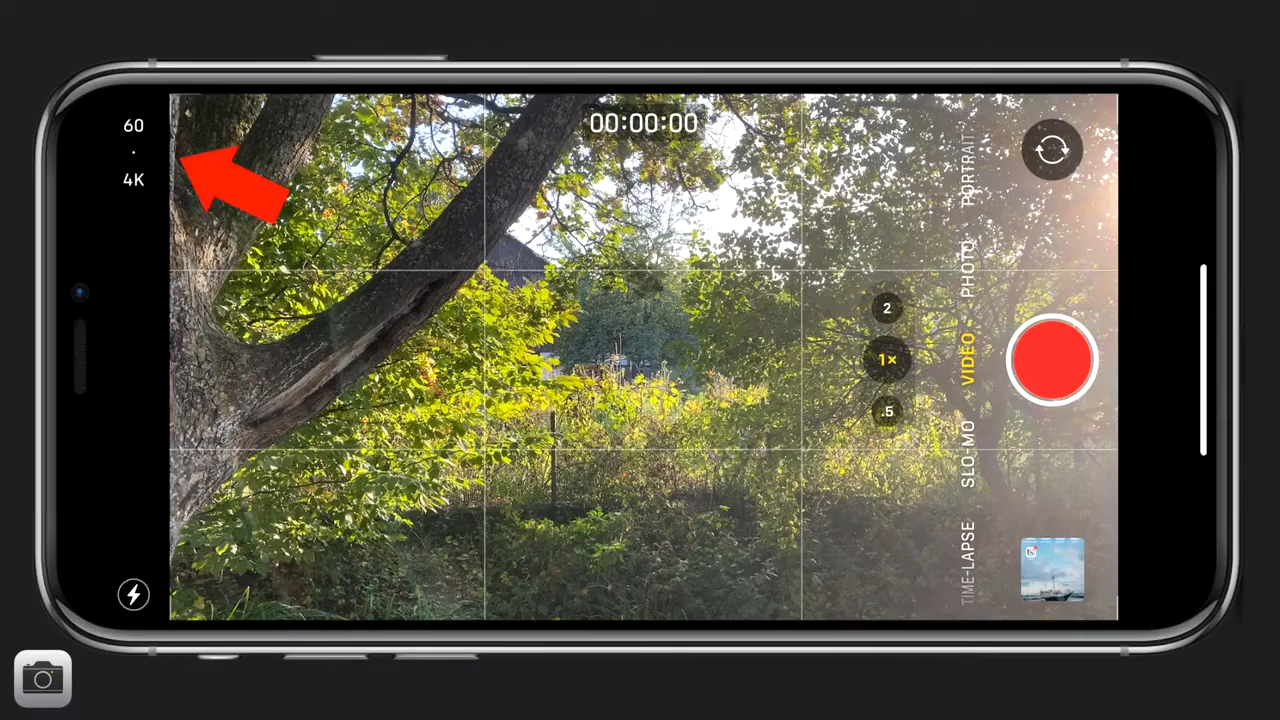 60
·
4K
00:00:00
2
1×
.5
PORTRAIT
PHOTO
VIDEO
SLO-MO
TIME-LAPSE